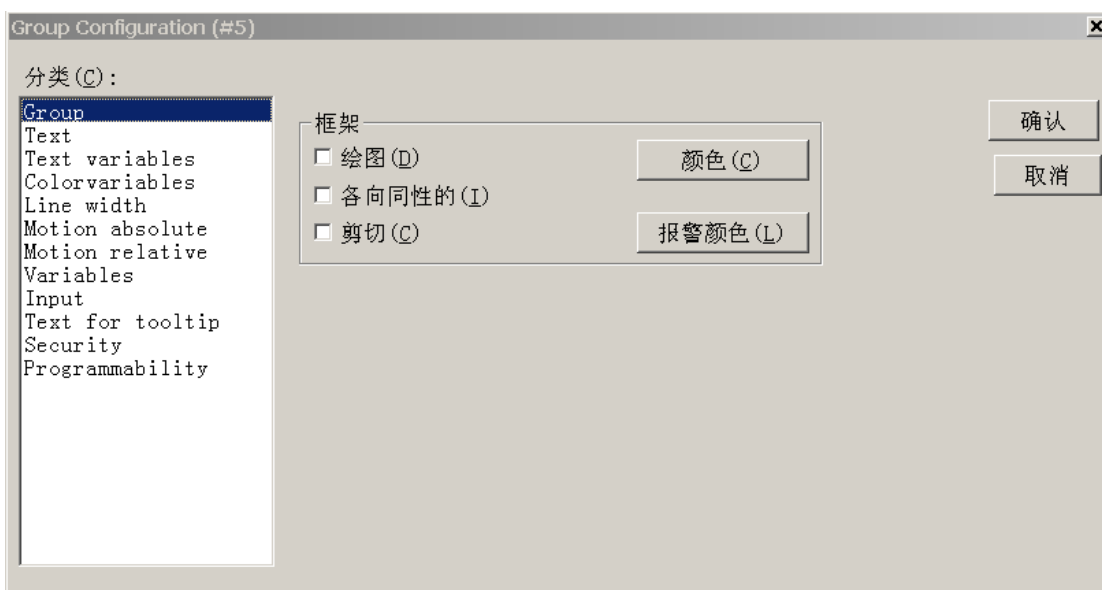 Group Configuration (#5)
分类(C):
Group
Text
Text variables
Colorvariables
Line width
Motion absolute
Motion relative
Variables
Input
Text for tooltip
Security
Programmability
框架
绘图(D)
颜色(C)
各向同性的(I)
剪切(C)
报警颜色(L)
确认
取消